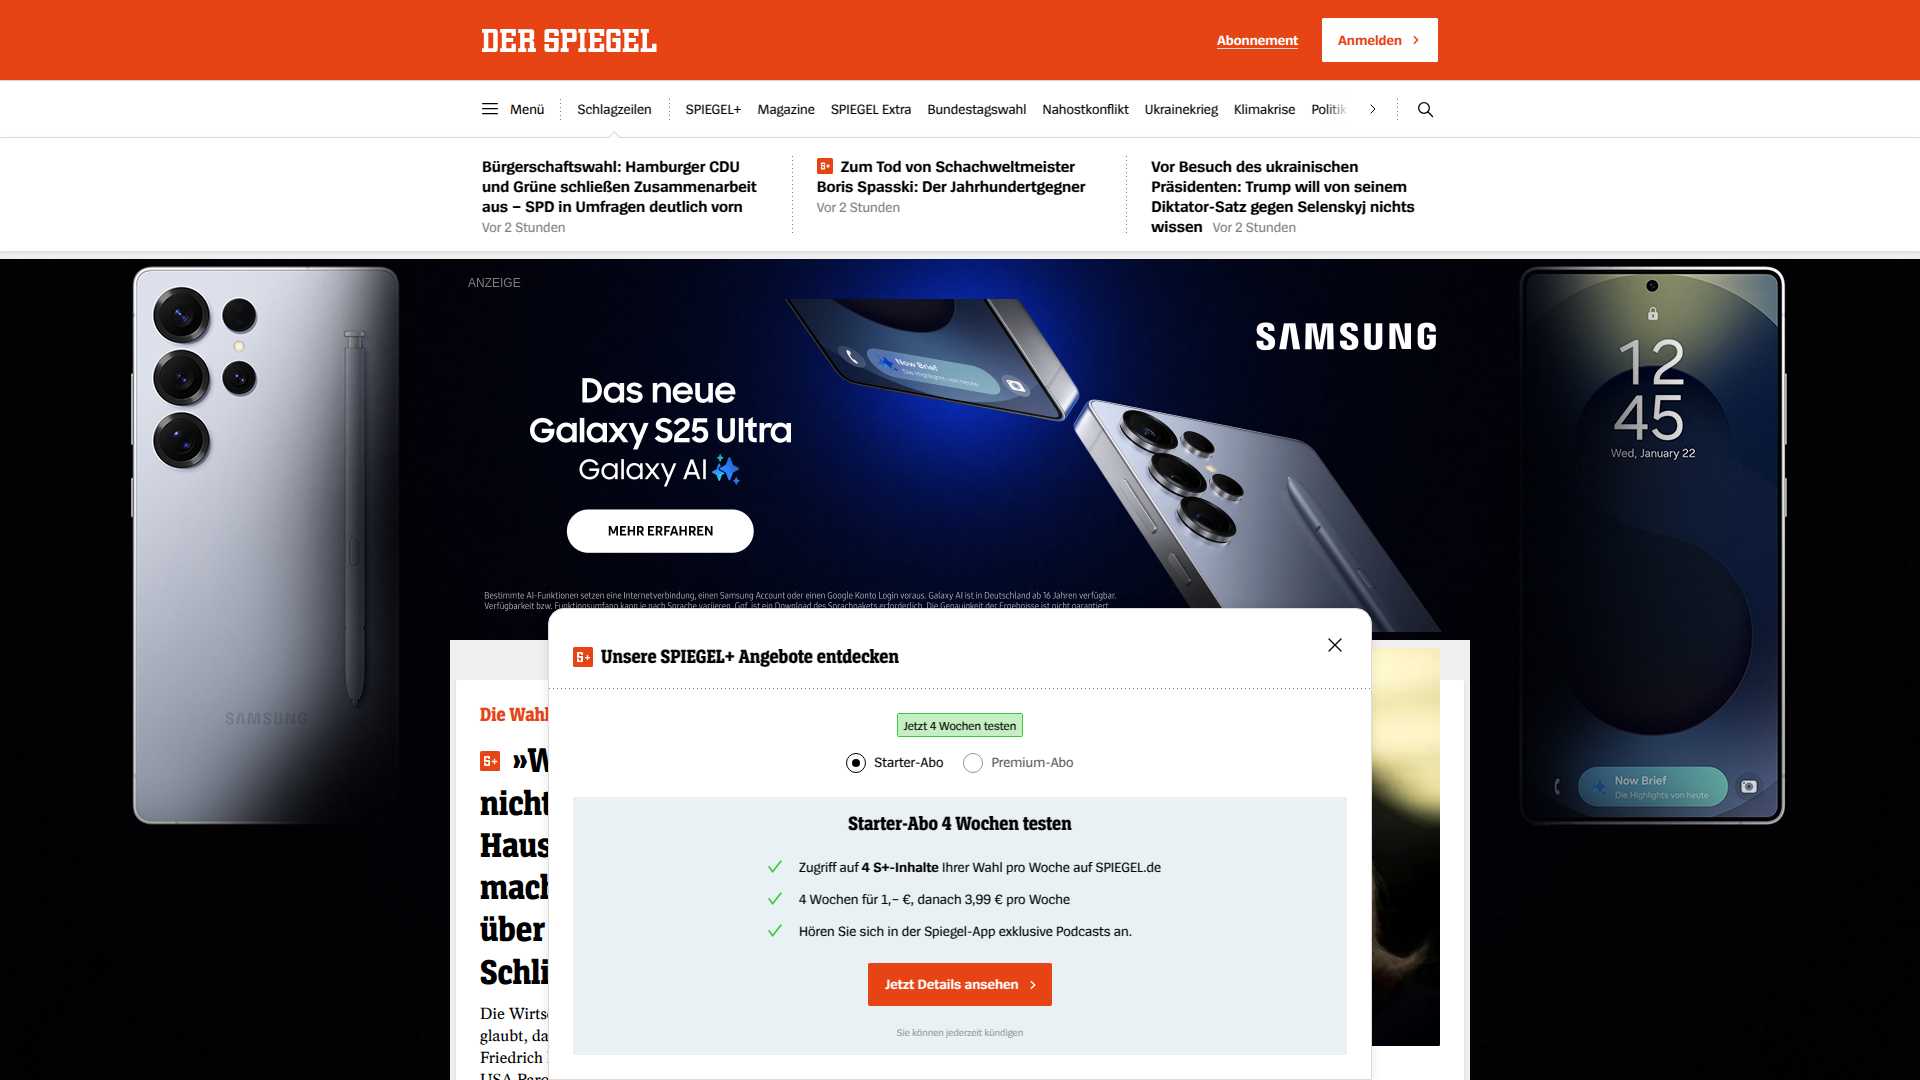 DER SPIEGEL
Abonnement
Anmelden
Menü
Schlagzeilen
SPIEGEL+
Magazine
SPIEGEL Extra
Bundestagswahl
Nahostkonflikt
Ukrainekrieg
Klimakrise
Politik
Bürgerschaftswahl: Hamburger CDU
und Grüne schließen Zusammenarbeit
aus – SPD in Umfragen deutlich vorn
Vor 2 Stunden
Zum Tod von Schachweltmeister
Boris Spasski: Der Jahrhundertgegner
Vor 2 Stunden
Vor Besuch des ukrainischen
Präsidenten: Trump will von seinem
Diktator-Satz gegen Selenskyj nichts
wissen Vor 2 Stunden
ANZEIGE
SAMSUNG
Now Brief
Die Highlights von heute
Das neue
Galaxy S25 Ultra
Galaxy AI
MEHR ERFAHREN
Bestimmte AI-Funktionen setzen eine Internetverbindung, einen Samsung Account oder einen Google Konto Login voraus. Galaxy AI ist in Deutschland ab 16 Jahren verfügbar.
Verfügbarkeit bzw. Funktionsumfang kann je nach Sprache variieren. Ggf. ist ein Download des Sprachpakets erforderlich. Die Genauigkeit der Ergebnisse ist nicht garantiert.
12
45
Wed, January 22
Now Brief
Die Highlights von heute
SAMSUNG
Unsere SPIEGEL+ Angebote entdecken
Jetzt 4 Wochen testen
Starter-Abo
Premium-Abo
Starter-Abo 4 Wochen testen
Zugriff auf 4 S+-Inhalte Ihrer Wahl pro Woche auf SPIEGEL.de
4 Wochen für 1,– €, danach 3,99 € pro Woche
Hören Sie sich in der Spiegel-App exklusive Podcasts an.
Jetzt Details ansehen
Sie können jederzeit kündigen
Die Wahl
»W
nicht
Haus
mach
über
Schli
Die Wirts
glaubt, da
Friedrich